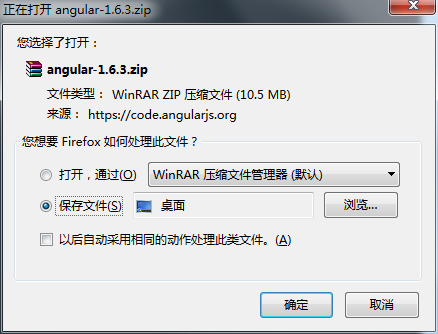 正在打开 angular-1.6.3.zip
您选择了打开：
angular-1.6.3.zip
文件类型： WinRAR ZIP 压缩文件 (10.5 MB)
来源： https://code.angularjs.org
您想要 Firefox 如何处理此文件？
打开，通过(O) WinRAR 压缩文件管理器 (默认)
保存文件(S) 桌面 浏览...
以后自动采用相同的动作处理此类文件。(A)
确定 取消